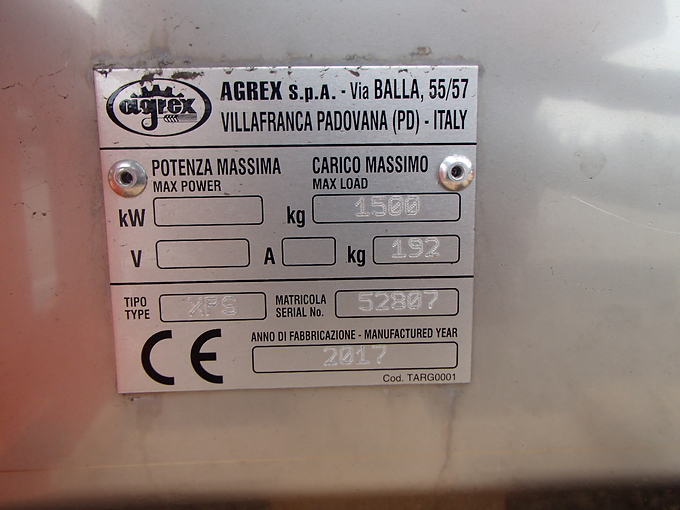 agrex
AGREX S.p.A. - Via BALLA, 55/57
VILLAFRANCA PADOVANA (PD) - ITALY
POTENZA MASSIMA CARICO MASSIMO
MAX POWER MAX LOAD
kW kg 1500
V A kg 192
TIPO MATRICOLA
TYPE XPS SERIAL No. 52807
ANNO DI FABBRICAZIONE - MANUFACTURED YEAR
CE 2017
Cod. TARG0001